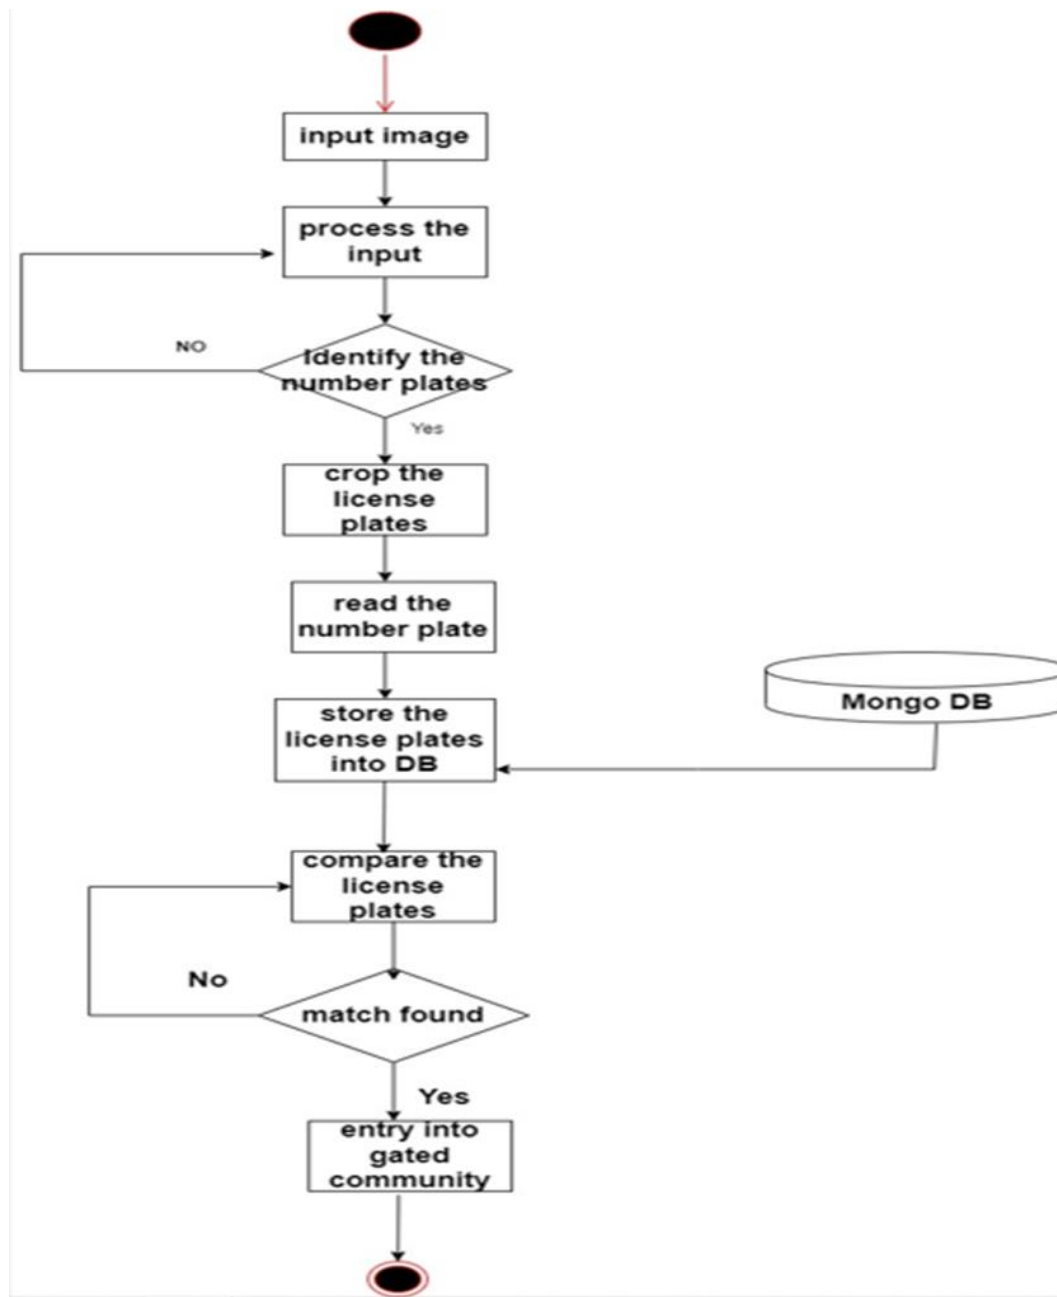 input image
process the
input
NO
Identify the
number plates
Yes
crop the
license
plates
read the
number plate
store the
license plates
into DB
Mongo DB
compare the
license
plates
No
match found
Yes
entry into
gated
community